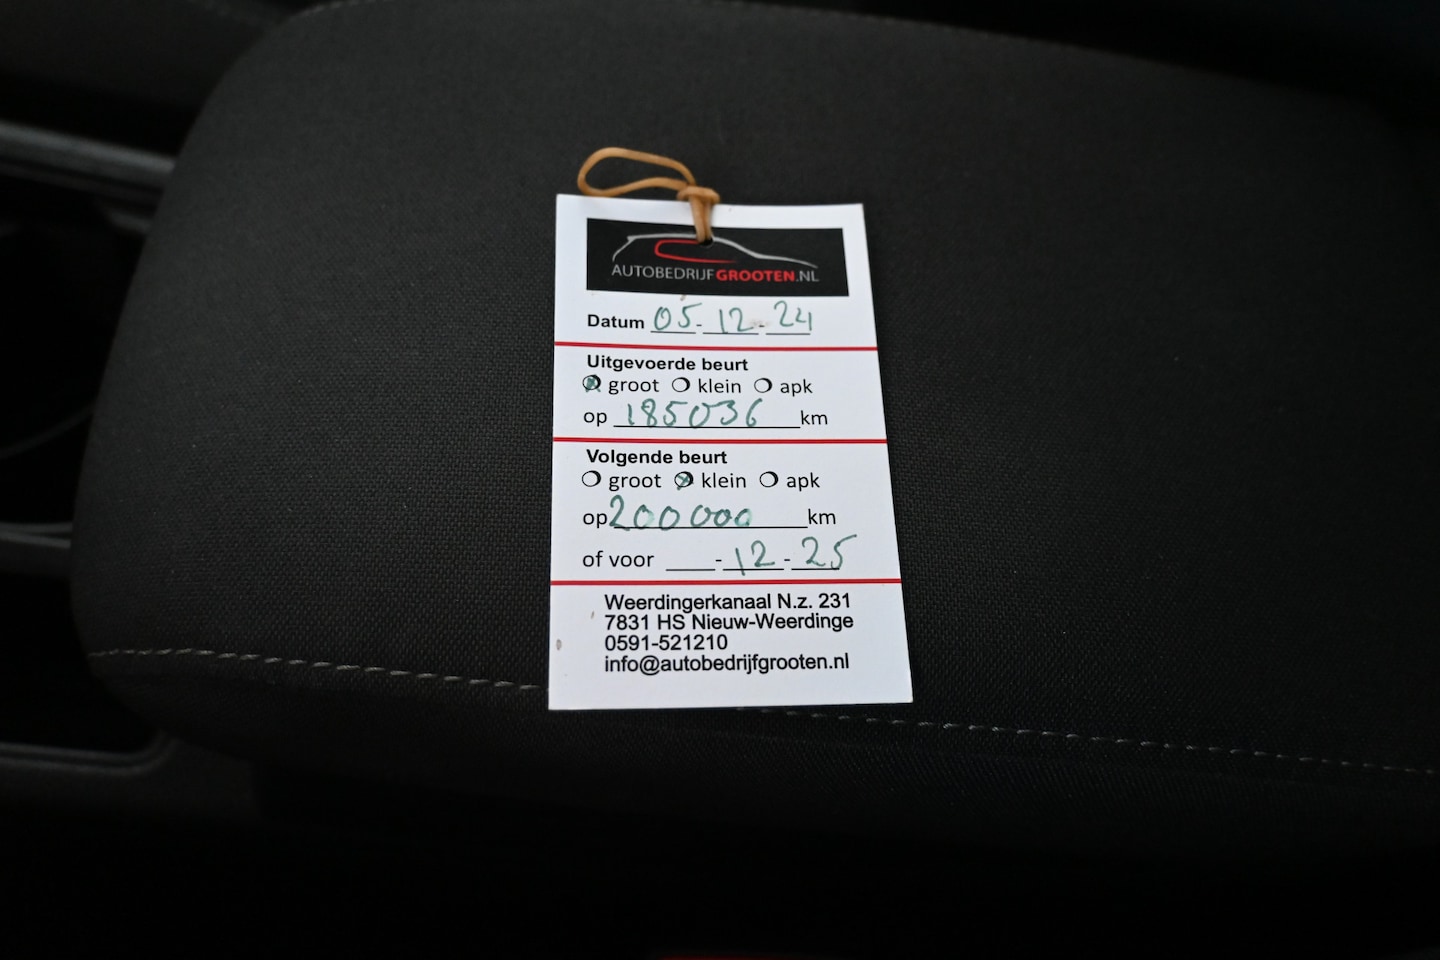 AUTOBEDRIJFGROOTEN.NL
Datum 05-12-24
Uitgevoerde beurt
groot klein apk
op 185036 km
Volgende beurt
groot klein apk
op 200000 km
of voor -12-25
Weerdingerkanaal N.z. 231
7831 HS Nieuw-Weerdinge
0591-521210
info@autobedrijfgrooten.nl